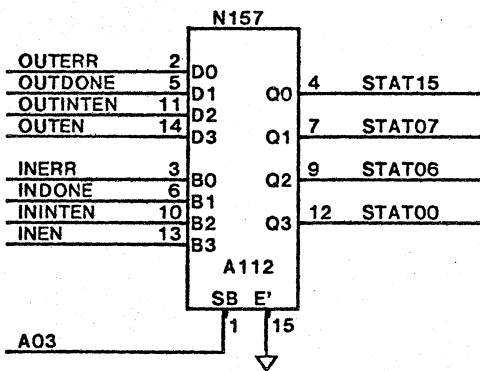 N157
OUTERR 2 D0
OUTDONE 5 D1
OUTINTEN 11 D2
OUTEN 14 D3
Q0 4 STAT15
Q1 7 STAT07
INERR 3 B0
INDONE 6 B1
ININTEN 10 B2
INEN 13 B3
Q2 9 STAT06
Q3 12 STAT00
A112
SB E'
1 15
A03